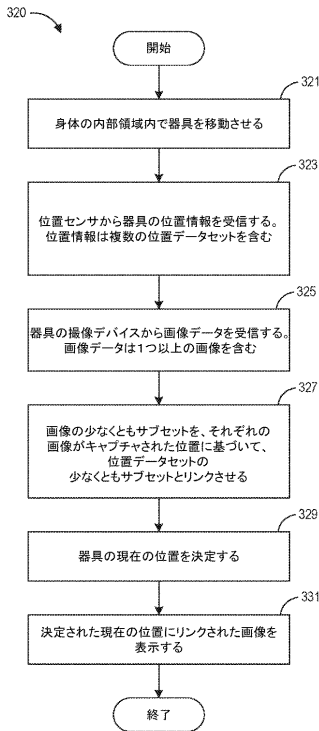 320
開始
321
身体の内部領域内で器具を移動させる
323
位置センサから器具の位置情報を受信する。
位置情報は複数の位置データセットを含む
325
器具の撮像デバイスから画像データを受信する。
画像データは1つ以上の画像を含む
327
画像の少なくともサブセットを、それぞれの
画像がキャプチャされた位置に基づいて、
位置データセットの
少なくともサブセットとリンクさせる
329
器具の現在の位置を決定する
331
決定された現在の位置にリンクされた画像を
表示する
終了